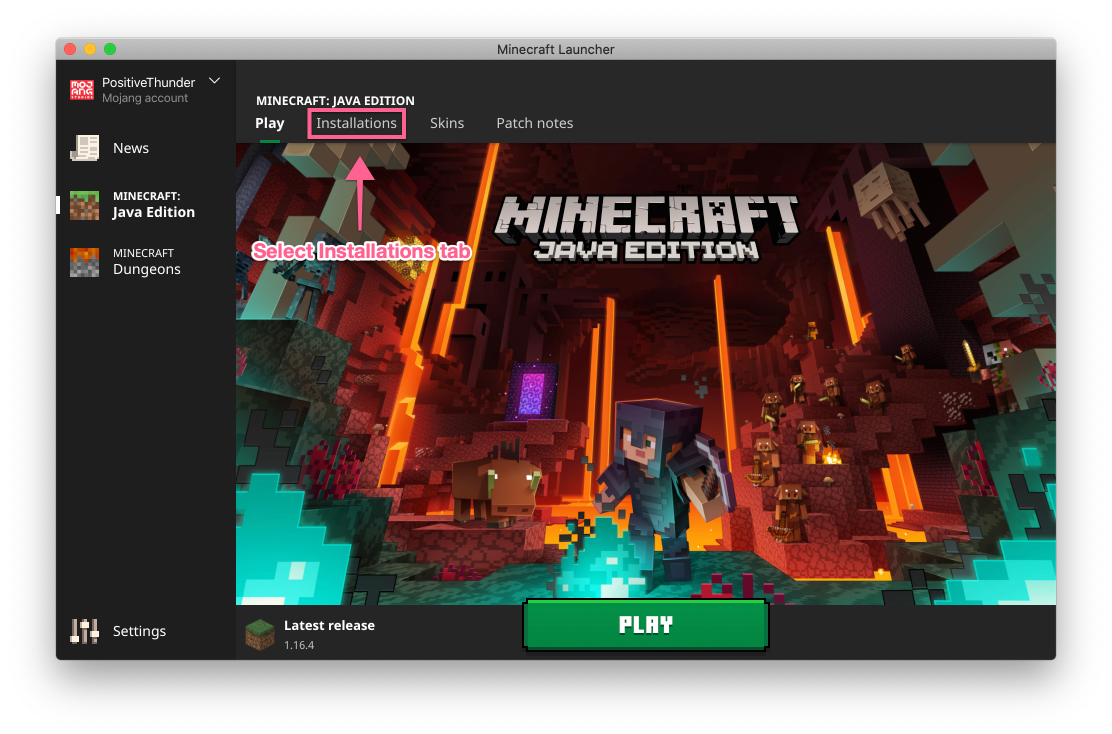 Minecraft Launcher
MOJANG
STUDIOS
PositiveThunder
Mojang account
News
MINECRAFT:
Java Edition
MINECRAFT
Dungeons
Settings
MINECRAFT: JAVA EDITION
Play Installations Skins Patch notes
Select Installations tab
MINECRAFT
JAVA EDITION
Latest release
1.16.4
PLAY